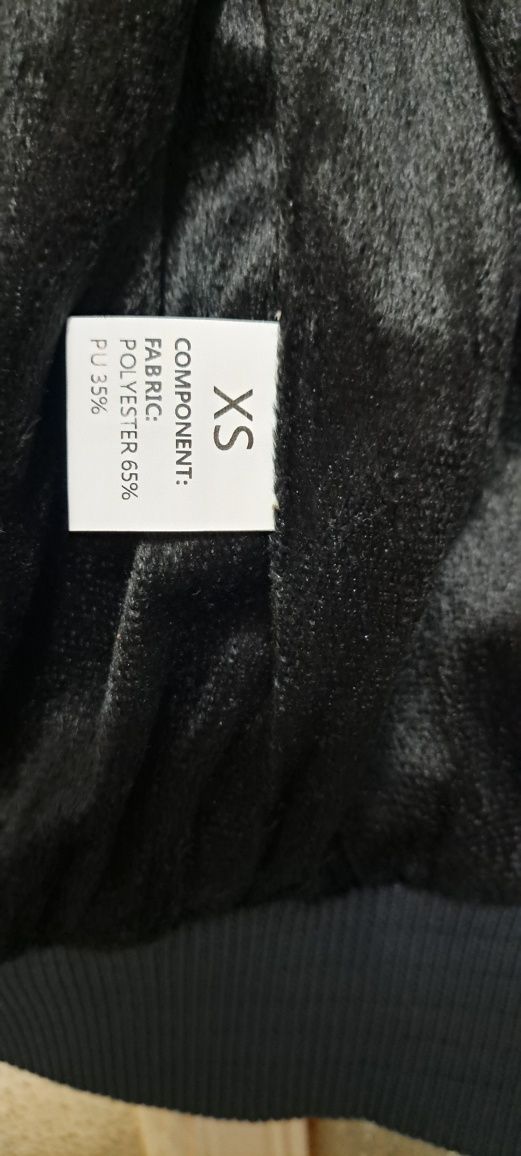 XS
COMPONENT:
FABRIC:
POLYESTER 65%
PU 35%